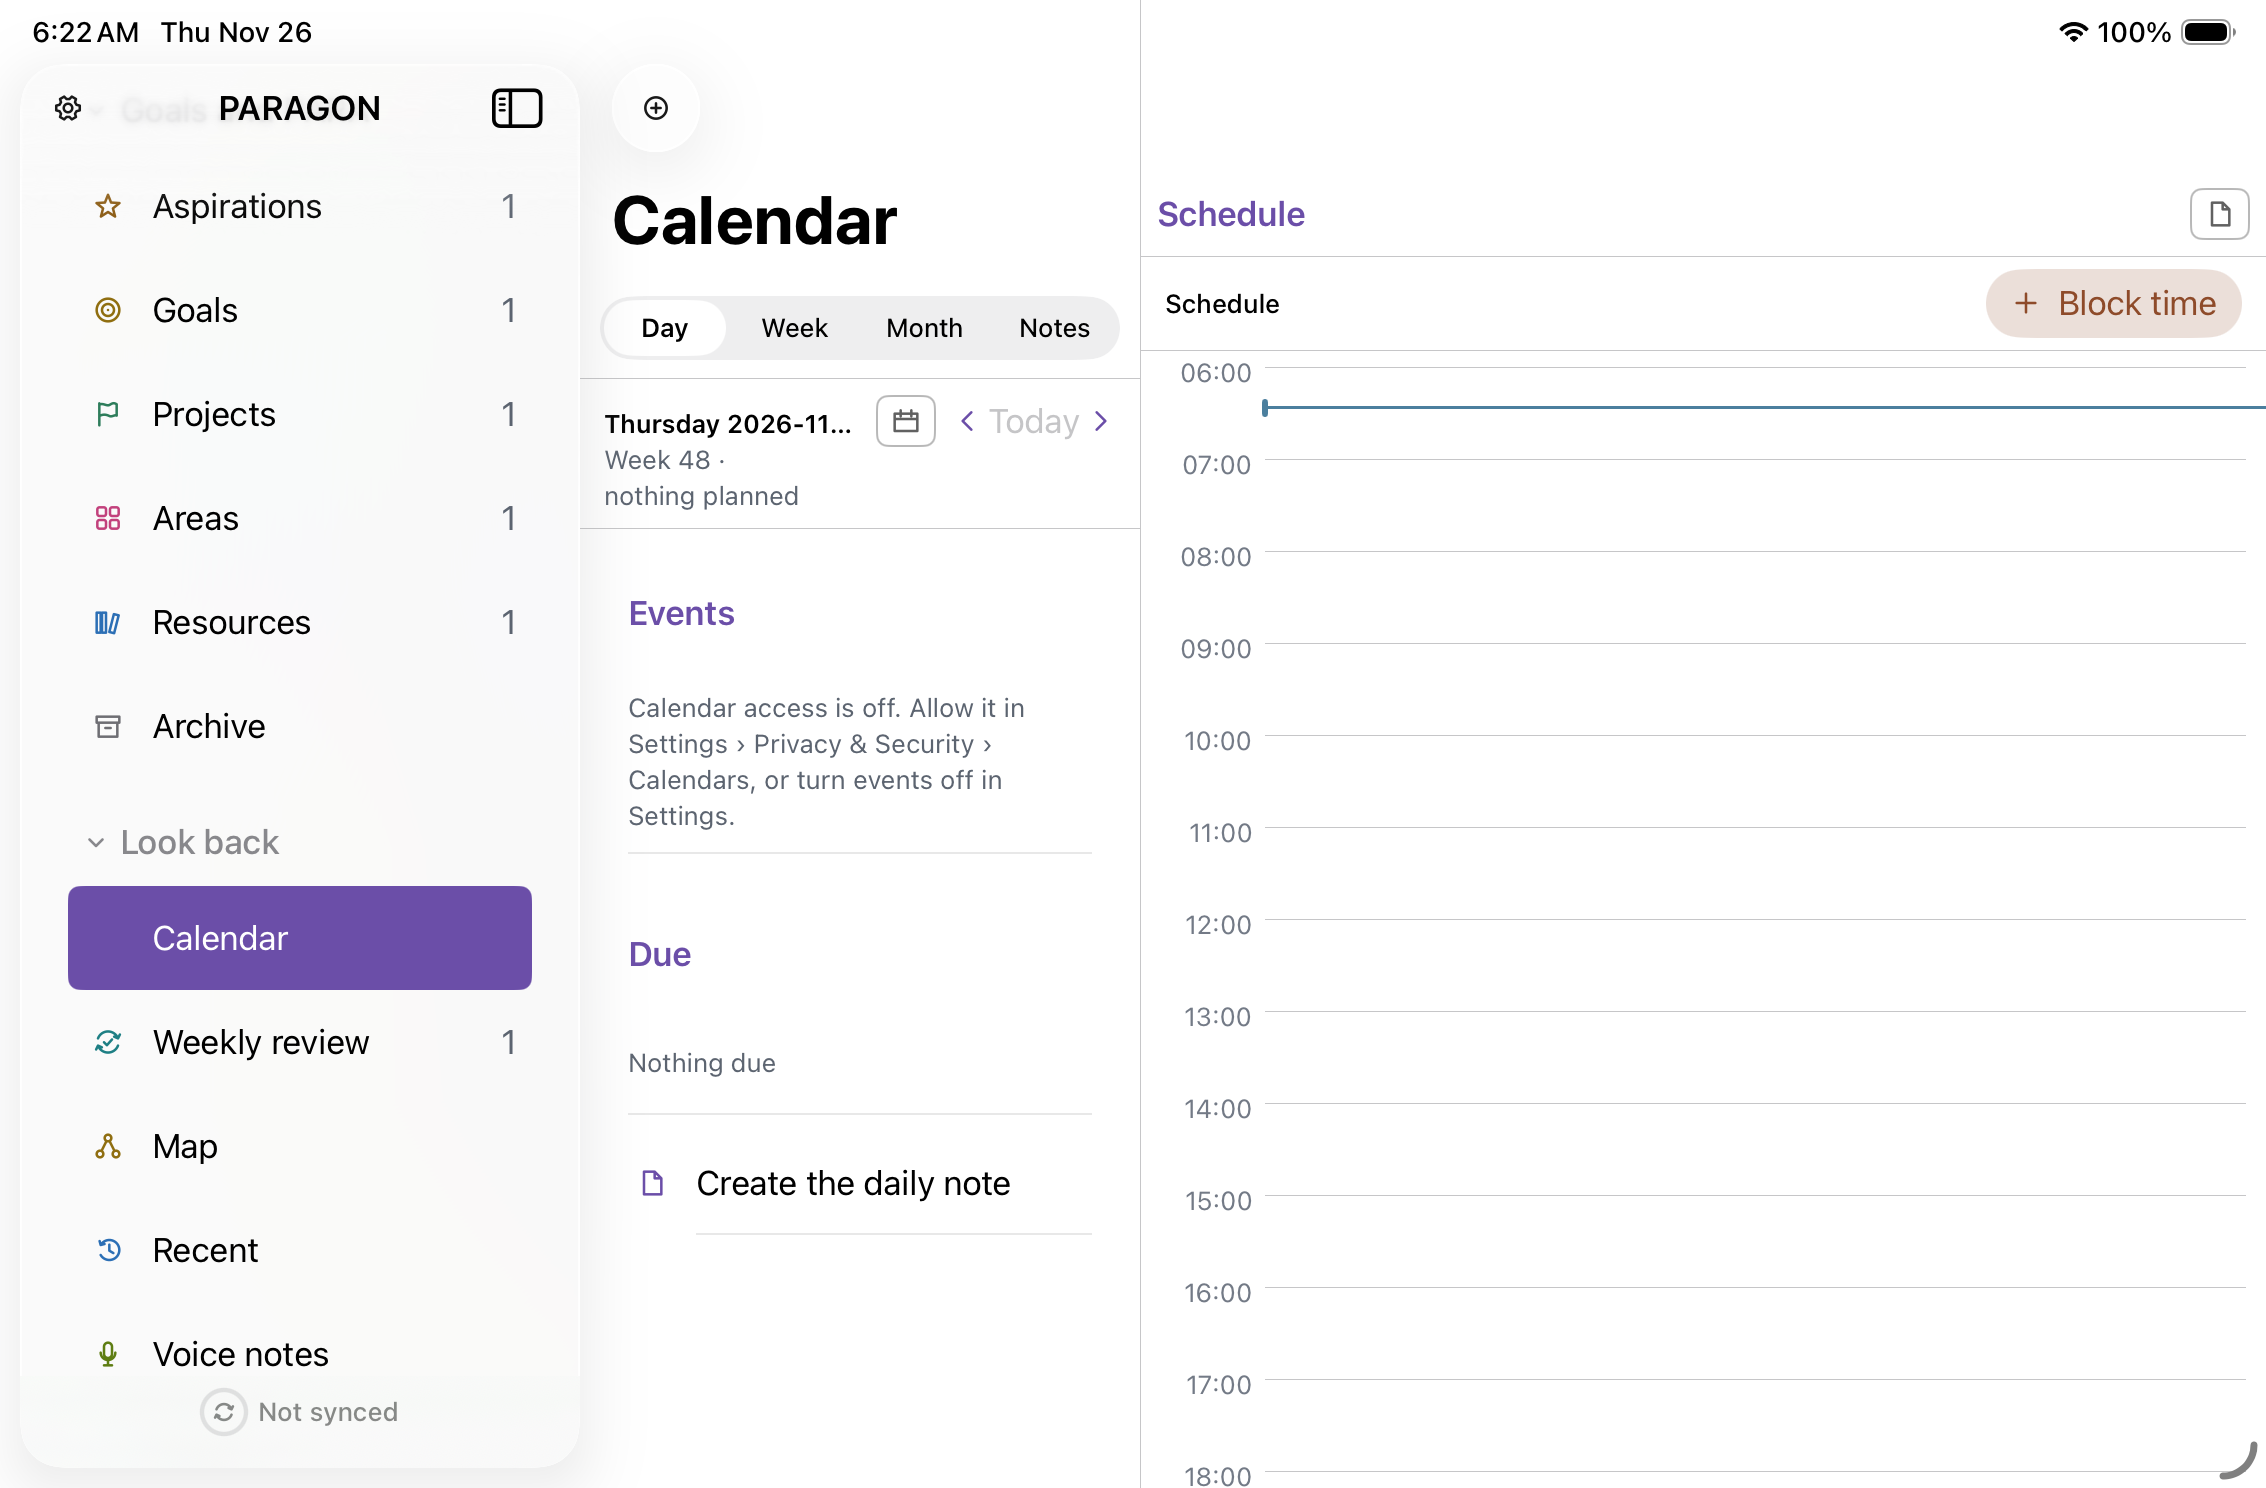 6:22 AM Thu Nov 26
100%
Goals
PARAGON
Aspirations 1
Goals 1
Projects 1
Areas 1
Resources 1
Archive
Look back
Calendar
Weekly review 1
Map
Recent
Voice notes
Not synced
Calendar
Day Week Month Notes
Thursday 2026-11...
Today
Week 48 ·
nothing planned
Events
Calendar access is off. Allow it in
Settings › Privacy & Security ›
Calendars, or turn events off in
Settings.
Due
Nothing due
Create the daily note
Schedule
Schedule
+ Block time
06:00
07:00
08:00
09:00
10:00
11:00
12:00
13:00
14:00
15:00
16:00
17:00
18:00